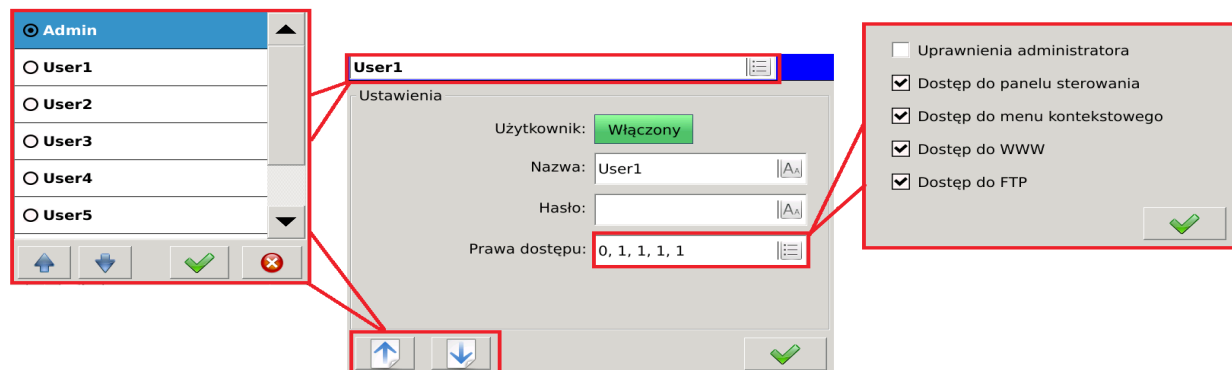 Admin
User1
User2
User3
User4
User5
User1
Ustawienia
Użytkownik: Włączony
Nazwa: User1
Hasło:
Prawa dostępu: 0, 1, 1, 1, 1
Uprawnienia administratora
Dostęp do panelu sterowania
Dostęp do menu kontekstowego
Dostęp do WWW
Dostęp do FTP